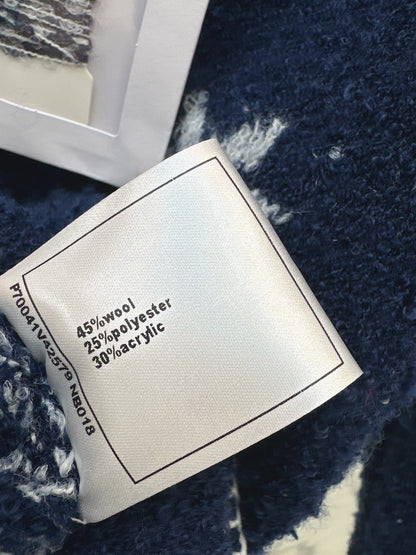 45%wool
25%polyester
30%acrylic
P70041V42579 NB018